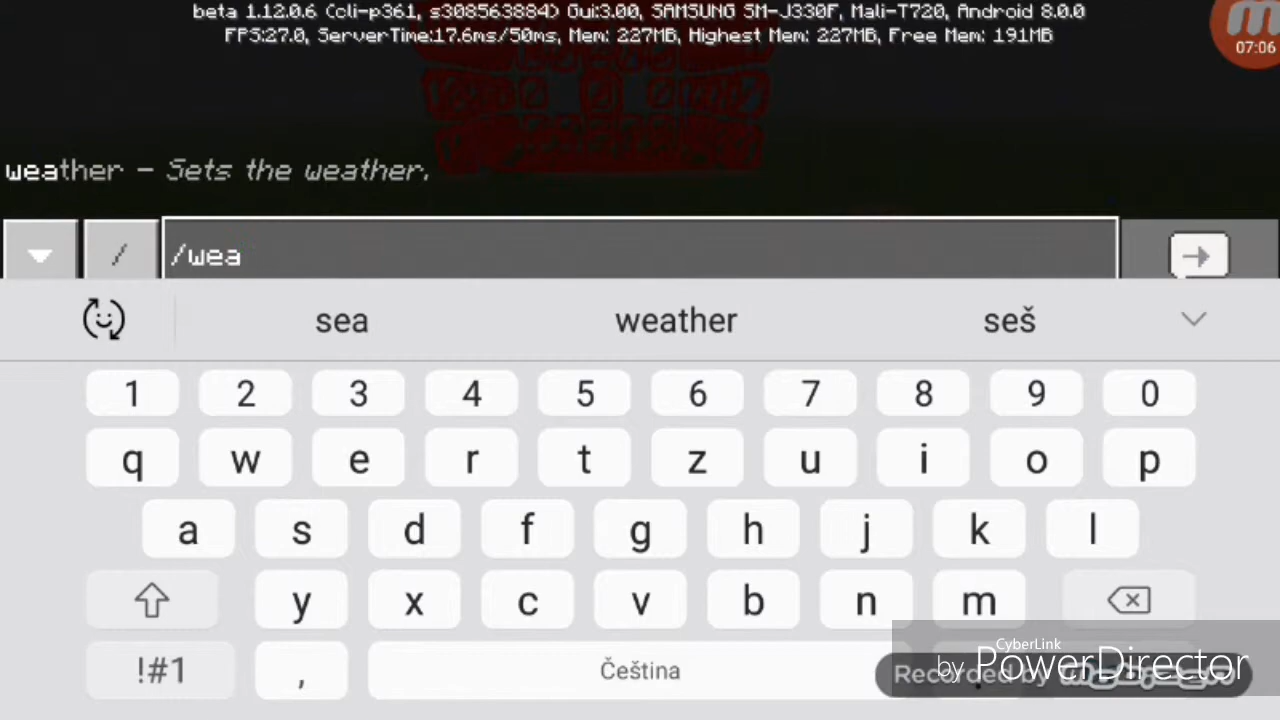 beta 1.12.0.6 (cli-p361, s308563884) Gui:3.00, SAMSUNG SM-J330F, Mali-T720, Android 8.0.0
FPS:27.0, ServerTime:17.6ms/50ms, Mem: 227MB, Highest Mem: 227MB, Free Mem: 191MB
07:06
weather - Sets the weather.
/
/wea
sea weather seš
1 2 3 4 5 6 7 8 9 0
q w e r t z u i o p
a s d f g h j k l
y x c v b n m
!#1 , Čeština
CyberLink
by PowerDirector
Recorded by